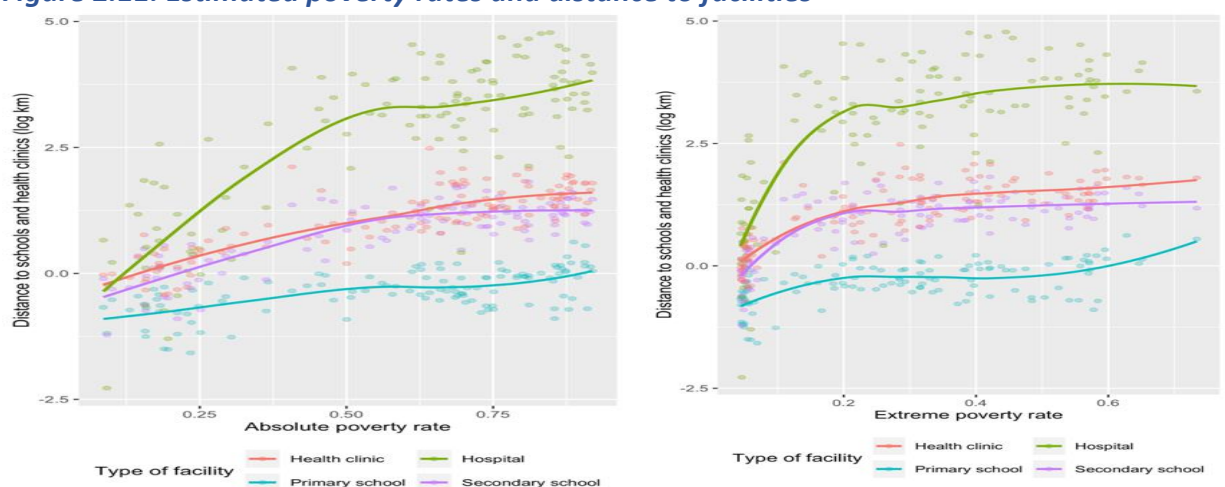 Figure 2.22: Estimated poverty rates and distance to facilities
Distance to schools and health clinics (log km)
5.0
2.5
0.0
-2.5
0.25
0.50
0.75
Absolute poverty rate
Type of facility
Health clinic
Hospital
Primary school
Secondary school
Distance to schools and health clinics (log km)
5.0
2.5
0.0
-2.5
0.2
0.4
0.6
Extreme poverty rate
Type of facility
Health clinic
Hospital
Primary school
Secondary school